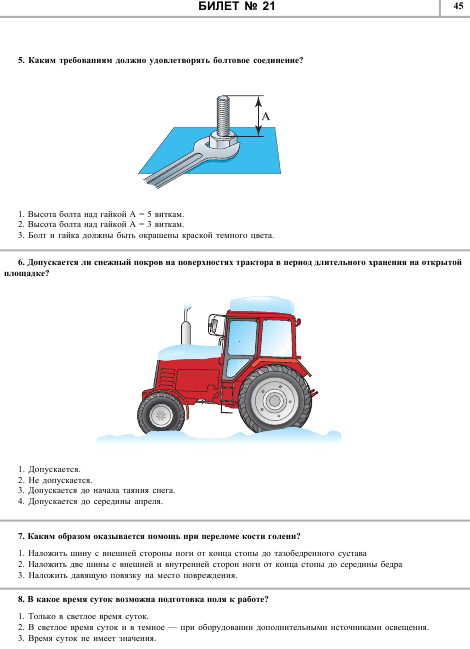 БИЛЕТ № 21
45
5. Каким требованиям должно удовлетворять болтовое соединение?
А
1. Высота болта над гайкой А = 5 виткам.
2. Высота болта над гайкой А = 3 виткам.
3. Болт и гайка должны быть окрашены краской темного цвета.
6. Допускается ли снежный покров на поверхностях трактора в период длительного хранения на открытой
площадке?
1. Допускается.
2. Не допускается.
3. Допускается до начала таяния снега.
4. Допускается до середины апреля.
7. Каким образом оказывается помощь при переломе кости голени?
1. Наложить шину с внешней стороны ноги от конца стопы до тазобедренного сустава
2. Наложить две шины с внешней и внутренней сторон ноги от конца стопы до середины бедра
3. Наложить давящую повязку на место повреждения.
8. В какое время суток возможна подготовка поля к работе?
1. Только в светлое время суток.
2. В светлое время суток и в темное — при оборудовании дополнительными источниками освещения.
3. Время суток не имеет значения.